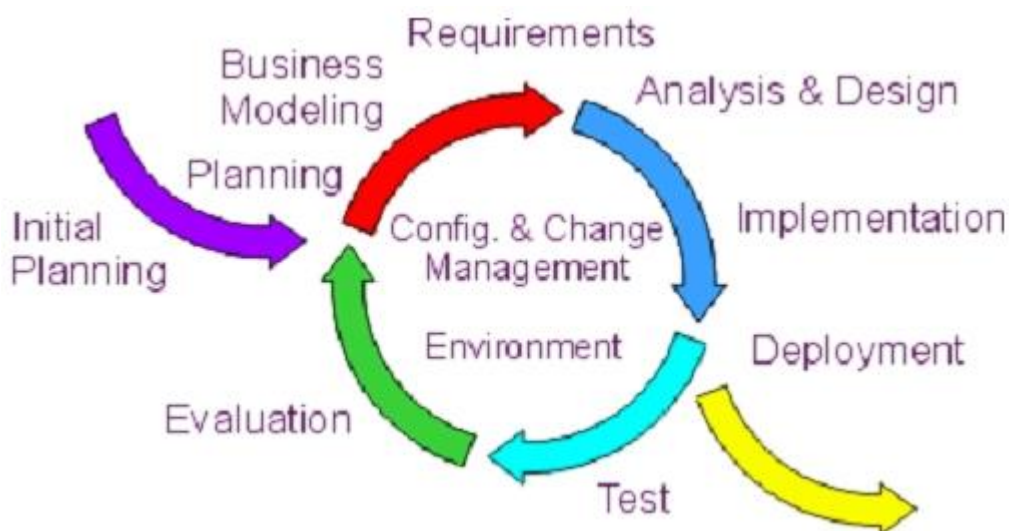 Requirements
Business
Modeling
Analysis & Design
Planning
Initial
Planning
Config. & Change
Management
Implementation
Environment
Deployment
Evaluation
Test